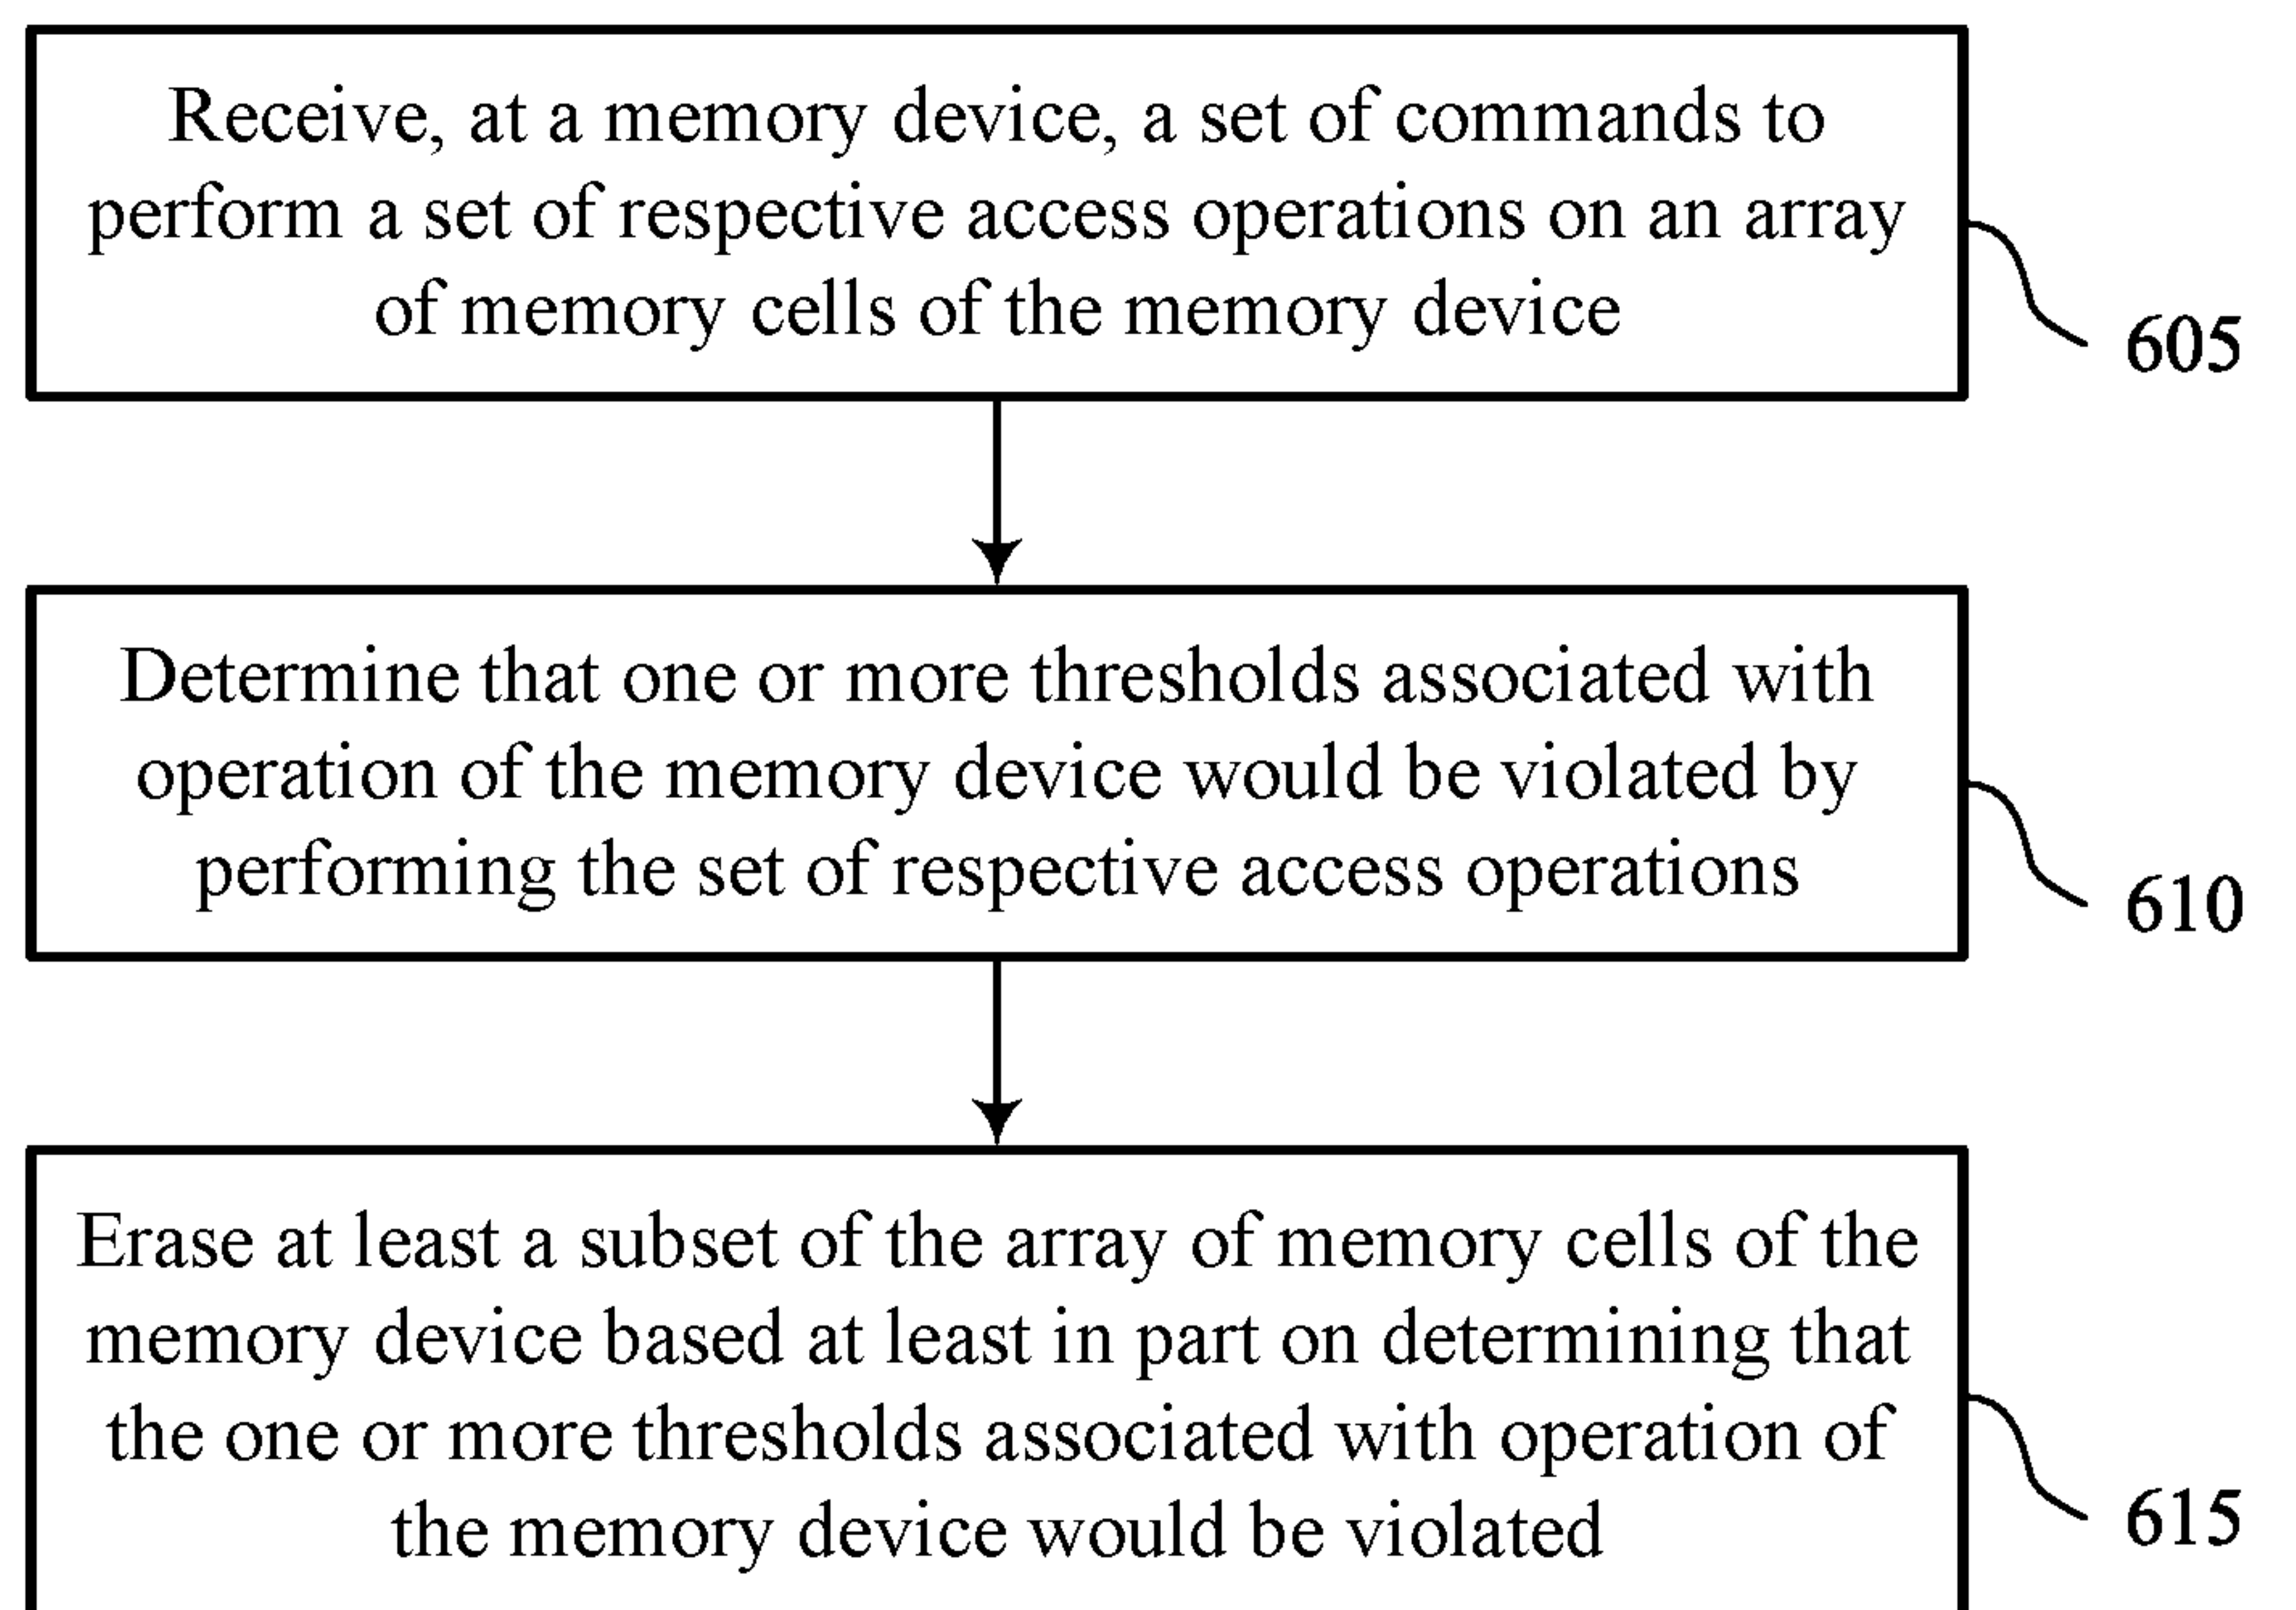 Receive, at a memory device, a set of commands to
perform a set of respective access operations on an array
of memory cells of the memory device
605
Determine that one or more thresholds associated with
operation of the memory device would be violated by
performing the set of respective access operations
610
Erase at least a subset of the array of memory cells of the
memory device based at least in part on determining that
the one or more thresholds associated with operation of
the memory device would be violated
615